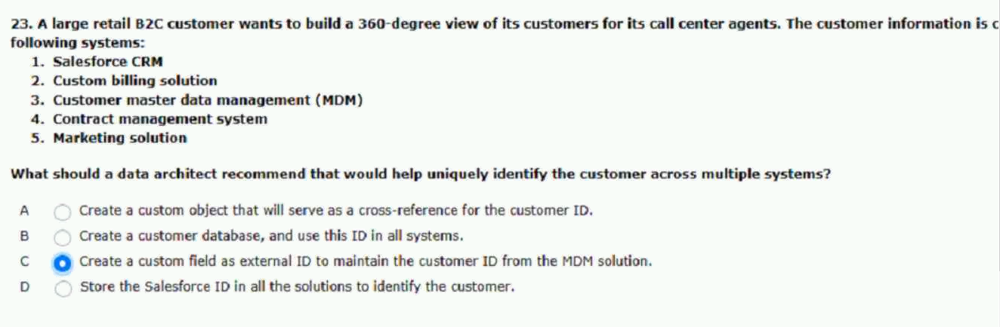 23. A large retail B2C customer wants to build a 360-degree view of its customers for its call center agents. The customer information is
following systems:
1. Salesforce CRM
2. Custom billing solution
3. Customer master data management (MDM)
4. Contract management system
5. Marketing solution
What should a data architect recommend that would help uniquely identify the customer across multiple systems?
A Create a custom object that will serve as a cross-reference for the customer ID.
B Create a customer database, and use this ID in all systems.
C Create a custom field as external ID to maintain the customer ID from the MDM solution.
D Store the Salesforce ID in all the solutions to identify the customer.